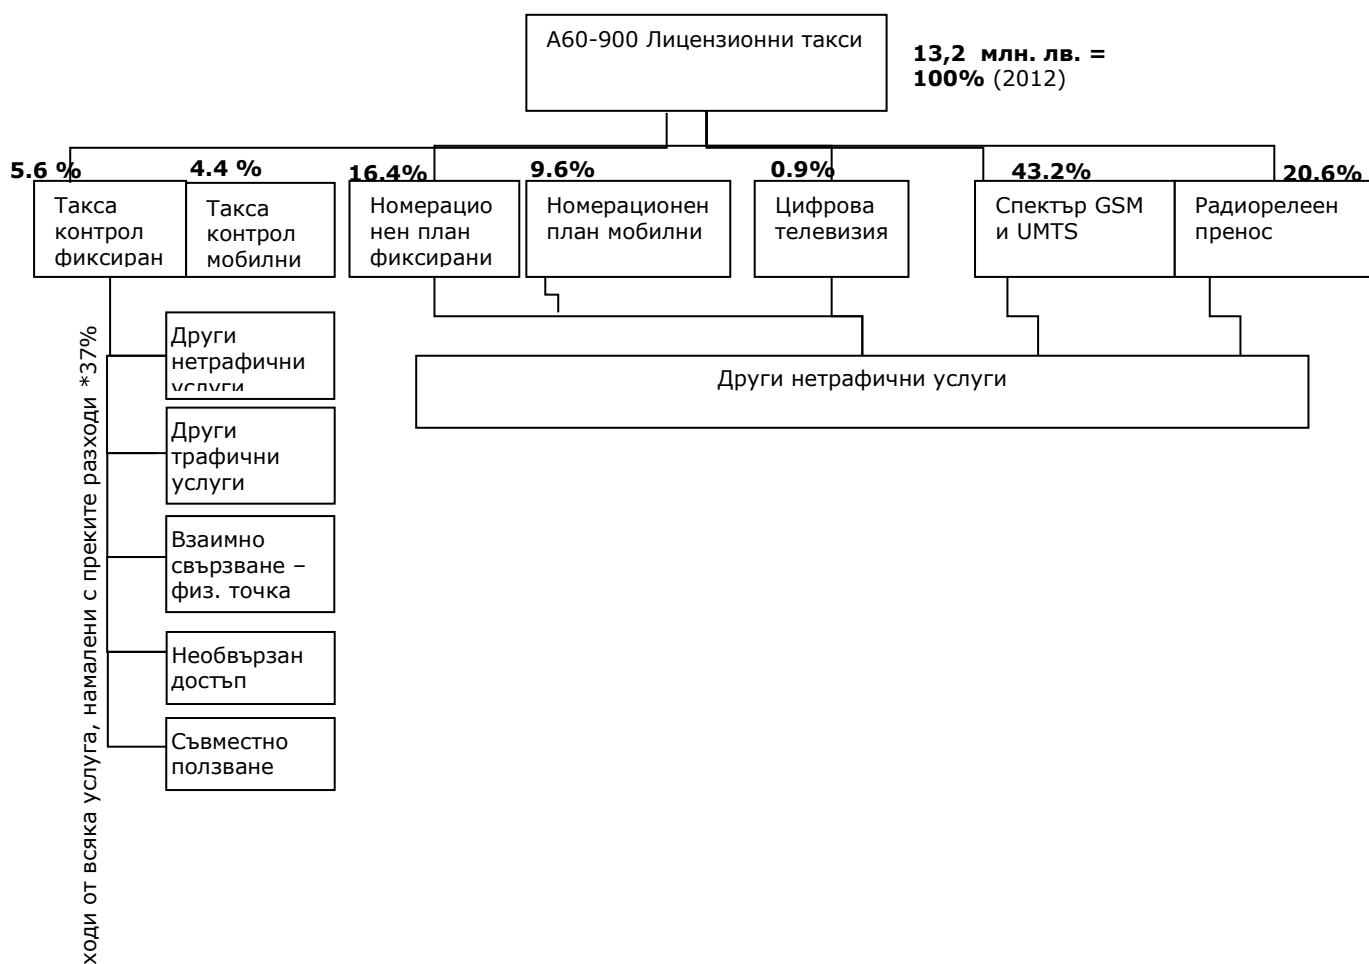 А60-900 Лицензионни такси
13,2 млн. лв. =
100% (2012)
5.6 %
4.4 %
16.4%
9.6%
0.9%
43.2%
20.6%
Такса
контрол
фиксиран
Такса
контрол
мобилни
Номерацио
нен план
фиксирани
Номерационен
план мобилни
Цифрова
телевизия
Спектър GSM
и UMTS
Радиорелеен
пренос
Други
нетрафични
услуги
Други нетрафични услуги
Други
трафични
услуги
Взаимно
свързване –
физ. точка
Необвързан
достъп
Съвместно
ползване
ходи от всяка услуга, намалени с преките разходи *37%